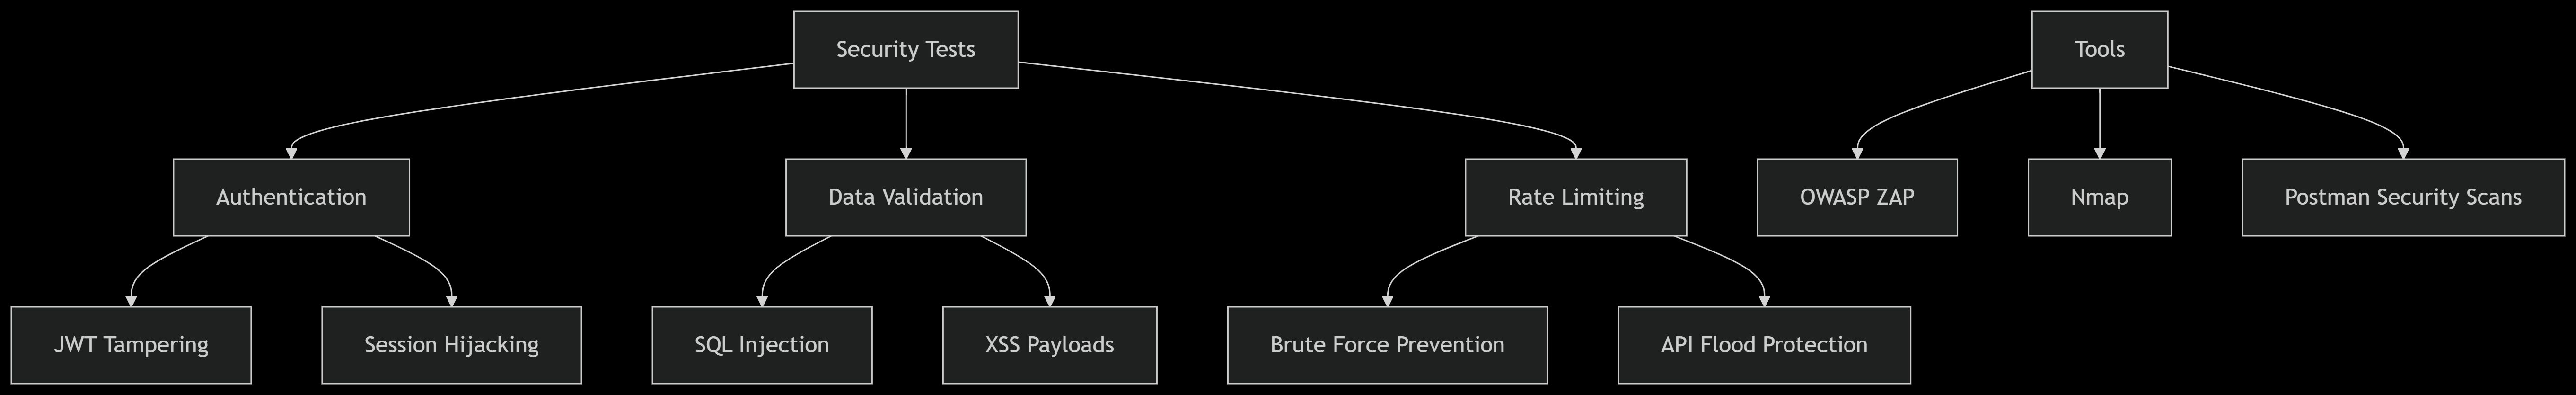 Security Tests
Tools
Authentication
Data Validation
Rate Limiting
OWASP ZAP
Nmap
Postman Security Scans
JWT Tampering
Session Hijacking
SQL Injection
XSS Payloads
Brute Force Prevention
API Flood Protection